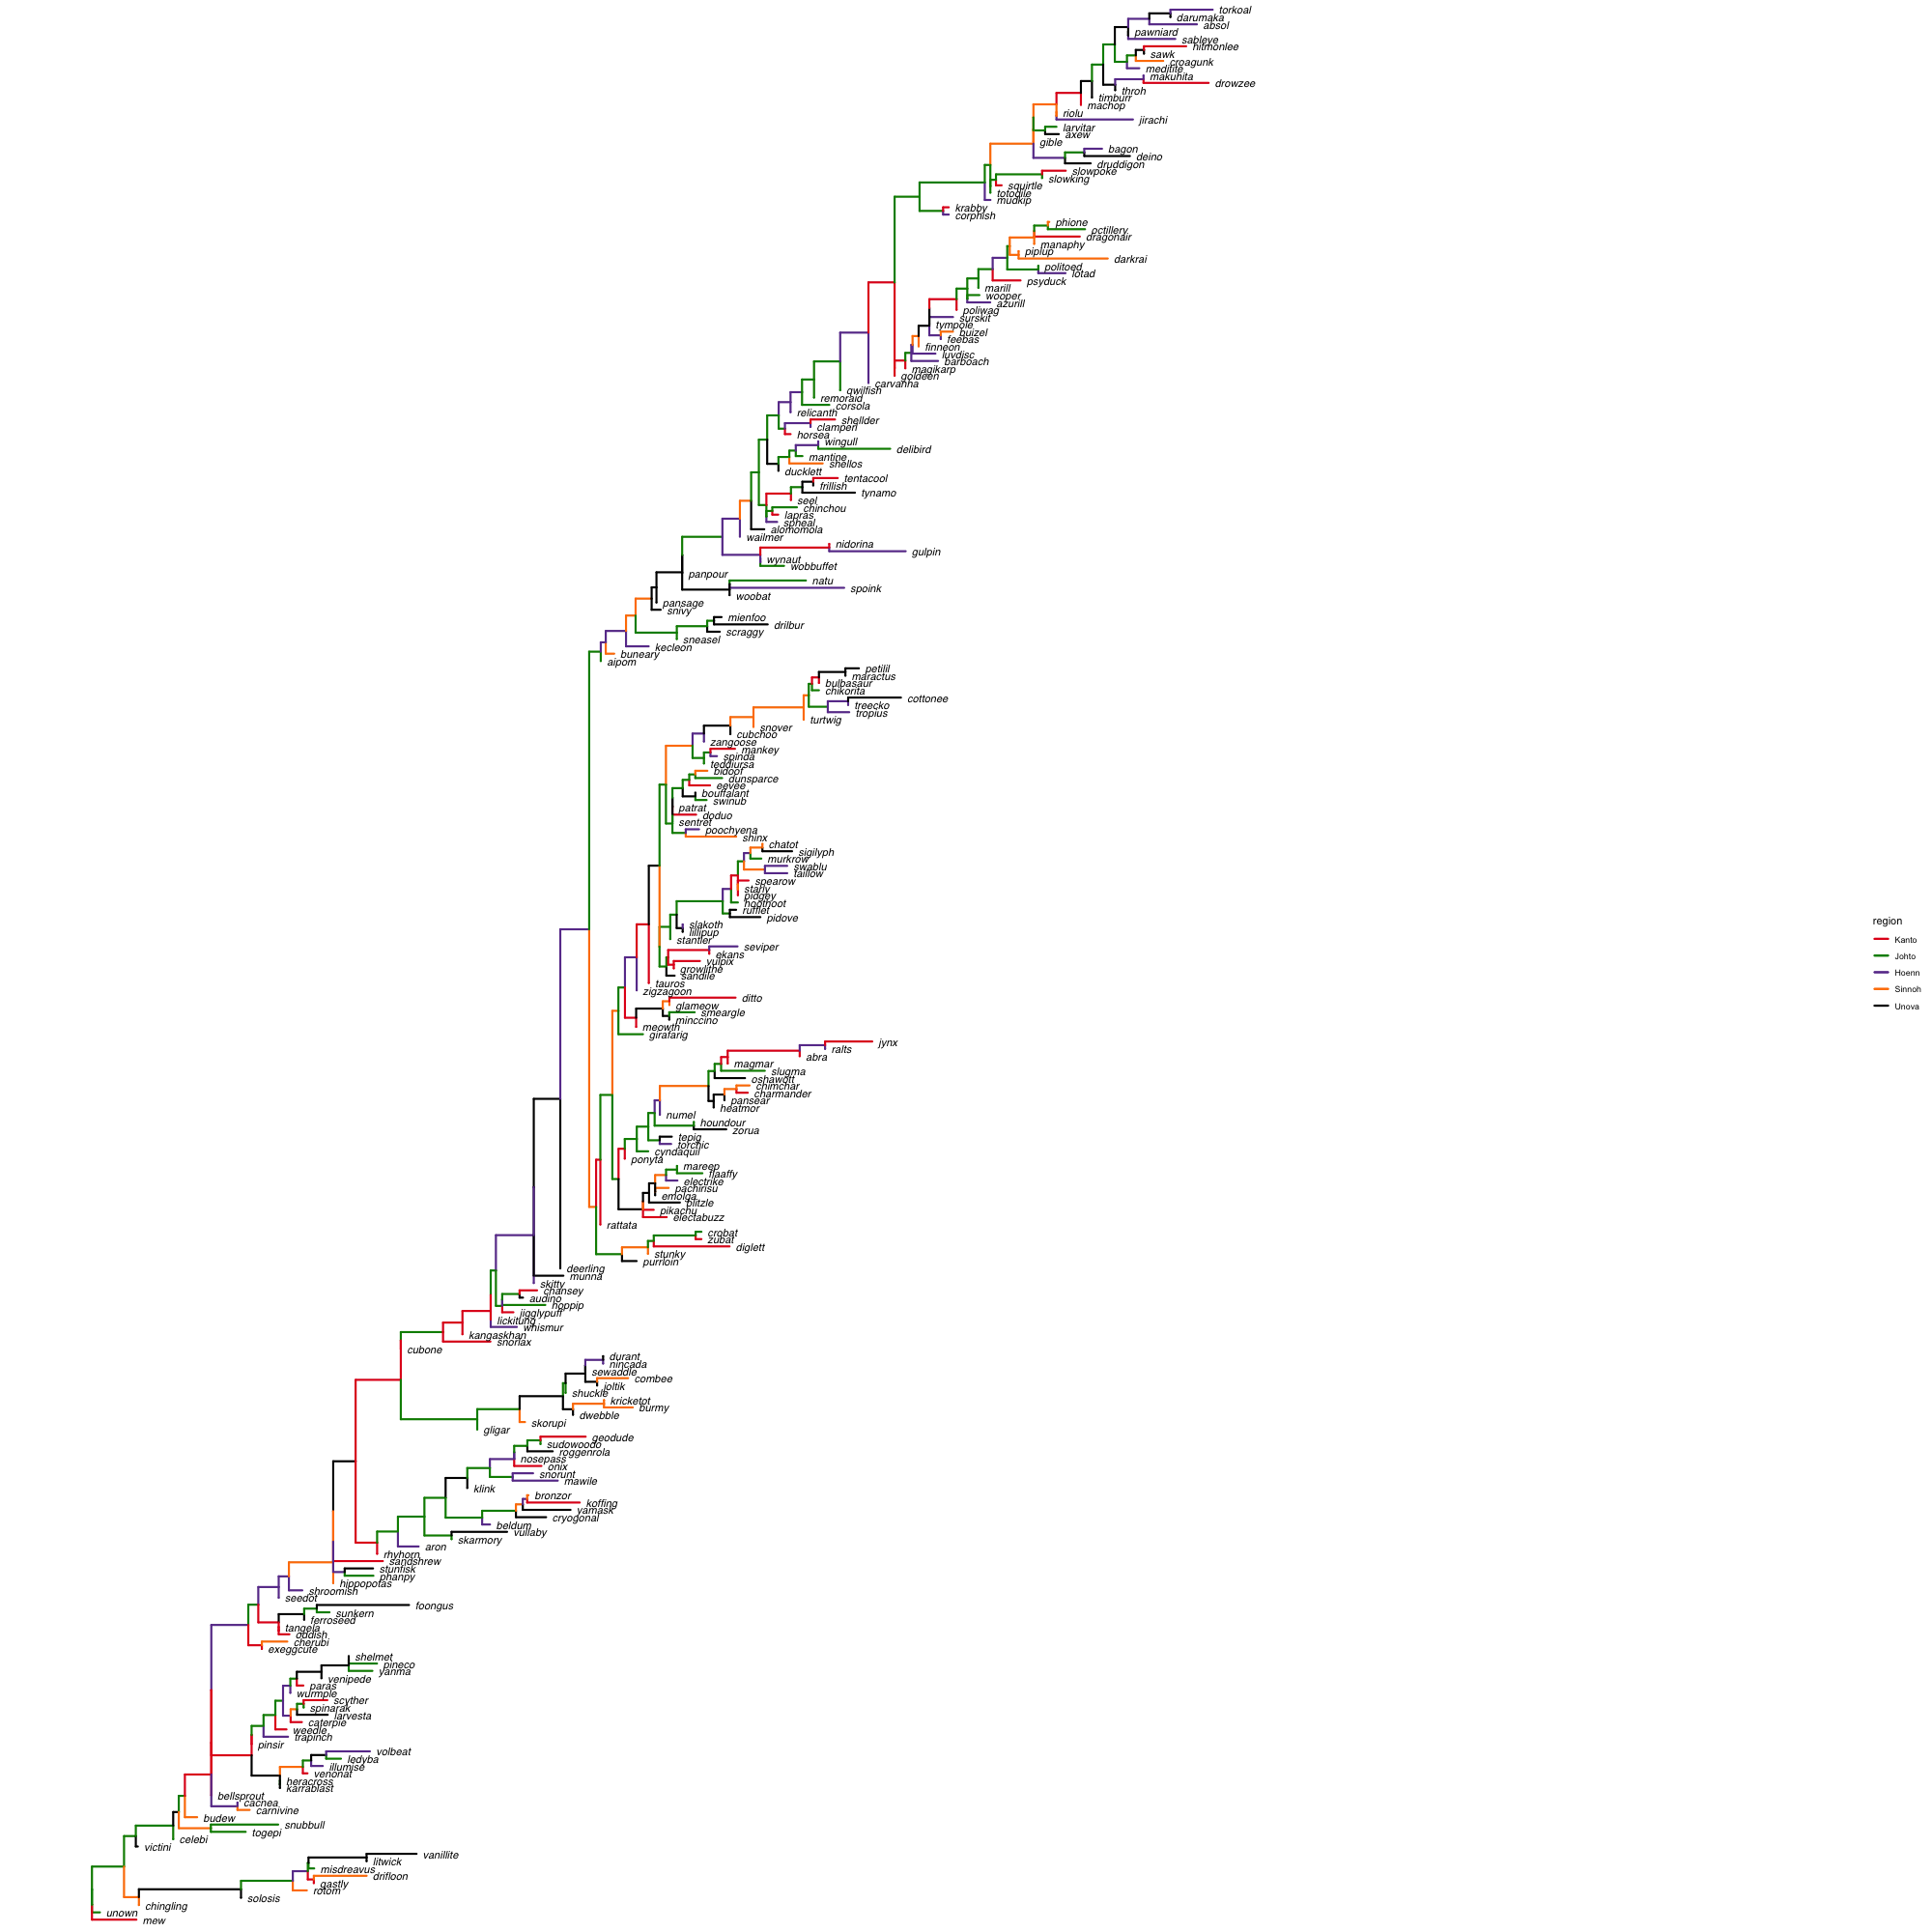 torkoal
darumaka
absol
pawniard
sableye
hitmonlee
sawk
croagunk
meditite
makuhita
drowzee
throh
timburr
machop
riolu
jirachi
larvitar
axew
gible
bagon
deino
druddigon
slowpoke
slowking
squirtle
totodile
mudkip
krabby
corphish
phione
octillery
dragonair
manaphy
piplup
darkrai
politoed
lotad
psyduck
marill
wooper
azurill
poliwag
surskit
tympole
buizel
feebas
finneon
luvdisc
barboach
magikarp
goldeen
carvanha
qwilfish
remoraid
corsola
relicanth
shellder
clamperl
horsea
wingull
delibird
mantine
shellos
ducklett
tentacool
frillish
tynamo
seel
chinchou
lapras
spheal
alomomola
wailmer
nidorina
gulpin
wynaut
wobbuffet
panpour
natu
spoink
woobat
pansage
snivy
mienfoo
drilbur
scraggy
sneasel
kecleon
buneary
aipom
petilil
maractus
bulbasaur
chikorita
cottonee
treecko
tropius
turtwig
snover
cubchoo
zangoose
mankey
spinda
teddiursa
bidoof
dunsparce
eevee
bouffalant
swinub
patrat
doduo
sentret
poochyena
shinx
chatot
sigilyph
murkrow
swablu
taillow
spearow
starly
pidgey
hoothoot
rufflet
pidove
slakoth
lillipup
stantler
seviper
ekans
vulpix
growlithe
sandile
tauros
zigzagoon
ditto
glameow
smeargle
minccino
meowth
girafarig
jynx
ralts
abra
magmar
slugma
oshawott
chimchar
charmander
pansear
heatmor
numel
houndour
zorua
tepig
torchic
cyndaquil
ponyta
mareep
flaaffy
electrike
pachirisu
emolga
blitzle
pikachu
electabuzz
rattata
crobat
zubat
diglett
stunky
purrloin
deerling
munna
skitty
chansey
audino
hoppip
jigglypuff
lickitung
whismur
kangaskhan
snorlax
cubone
durant
nincada
sewaddle
combee
joltik
shuckle
kricketot
burmy
dwebble
skorupi
gligar
geodude
sudowoodo
roggenrola
nosepass
onix
snorunt
mawile
klink
bronzor
koffing
yamask
cryogonal
beldum
vullaby
skarmory
aron
rhyhorn
sandshrew
stunfisk
phanpy
hippopotas
shroomish
seedot
foongus
sunkern
ferroseed
tangela
oddish
cherubi
exeggcute
shelmet
pineco
yanma
venipede
paras
wurmple
scyther
spinarak
larvesta
caterpie
weedle
trapinch
pinsir
volbeat
ledyba
illumise
venonat
heracross
karrablast
bellsprout
cacnea
carnivine
budew
snubbull
togepi
celebi
victini
vanillite
litwick
misdreavus
drifloon
gastly
rotom
solosis
chingling
unown
mew
region
Kanto
Johto
Hoenn
Sinnoh
Unova